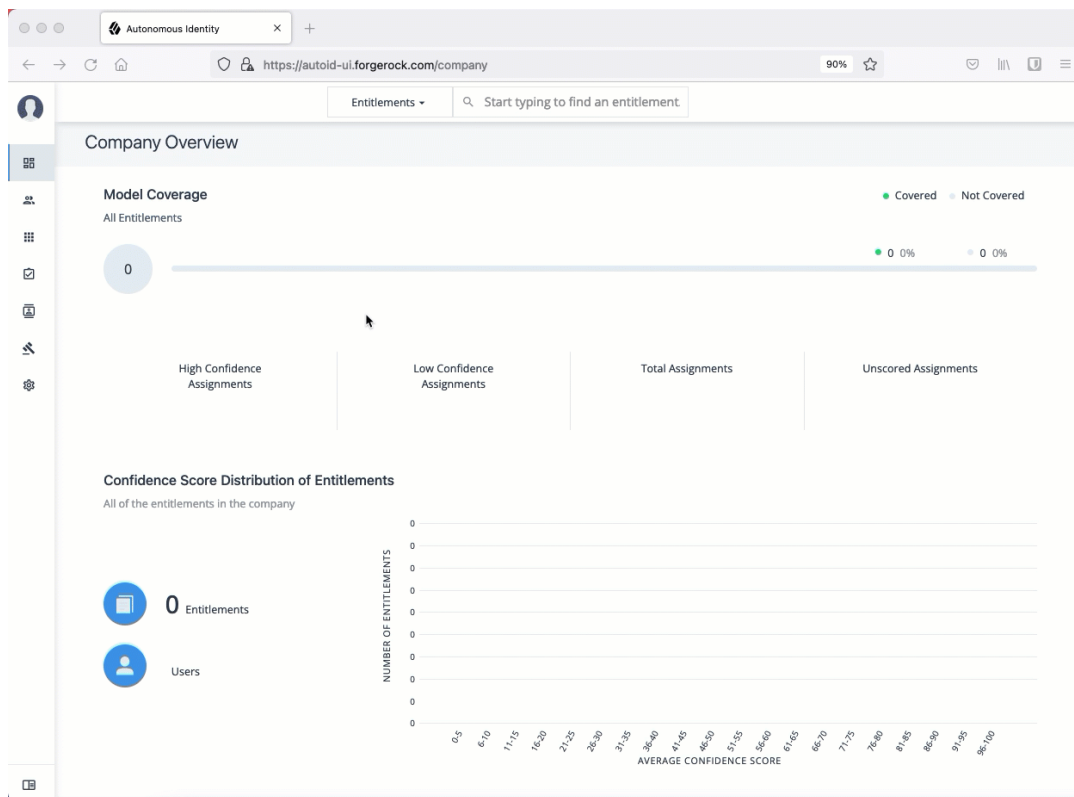 Autonomous Identity
https://autoid-ui.forgerock.com/company
90%
Entitlements
Start typing to find an entitlement
Company Overview
Model Coverage
Covered
Not Covered
All Entitlements
0
0 0%
0 0%
High Confidence
Assignments
Low Confidence
Assignments
Total Assignments
Unscored Assignments
Confidence Score Distribution of Entitlements
All of the entitlements in the company
0 Entitlements
Users
NUMBER OF ENTITLEMENTS
0
0
0
0
0
0
0
0
0
0
0-5
6-10
11-15
16-20
21-25
26-30
31-35
36-40
41-45
46-50
51-55
56-60
61-65
66-70
71-75
76-80
81-85
86-90
91-95
96-100
AVERAGE CONFIDENCE SCORE